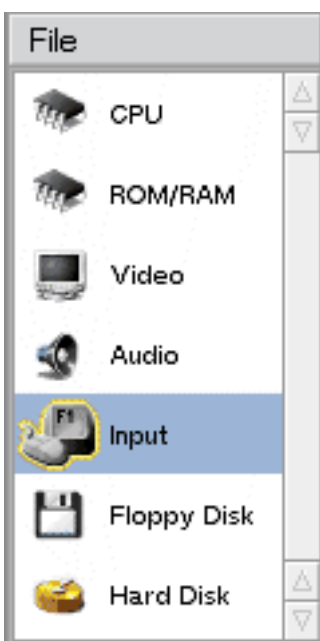 File
CPU
ROM/RAM
Video
Audio
F1
Input
Floppy Disk
Hard Disk